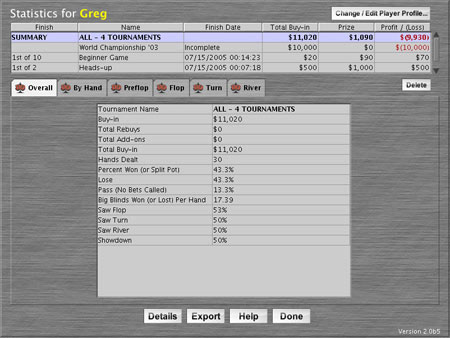 Statistics for Greg
Change / Edit Player Profile...
Finish Name Finish Date Total Buy-in Prize Profit / (Loss)
SUMMARY ALL - 4 TOURNAMENTS $11,020 $1,090 $(9,930)
World Championship '03 Incomplete $10,000 $0 $(10,000)
1st of 10 Beginner Game 07/15/2005 00:14:23 $20 $90 $70
1st of 2 Heads-up 07/15/2005 00:07:18 $500 $1,000 $500
Overall By Hand Preflop Flop Turn River Delete
Tournament Name ALL - 4 TOURNAMENTS
Buy-in $11,020
Total Rebuys $0
Total Add-ons $0
Total Buy-in $11,020
Hands Dealt 30
Percent Won (or Split Pot) 43.3%
Lose 43.3%
Pass (No Bets Called) 13.3%
Big Blinds Won (or Lost) Per Hand 17.39
Saw Flop 53%
Saw Turn 50%
Saw River 50%
Showdown 50%
Details Export Help Done
Version 2.0b5